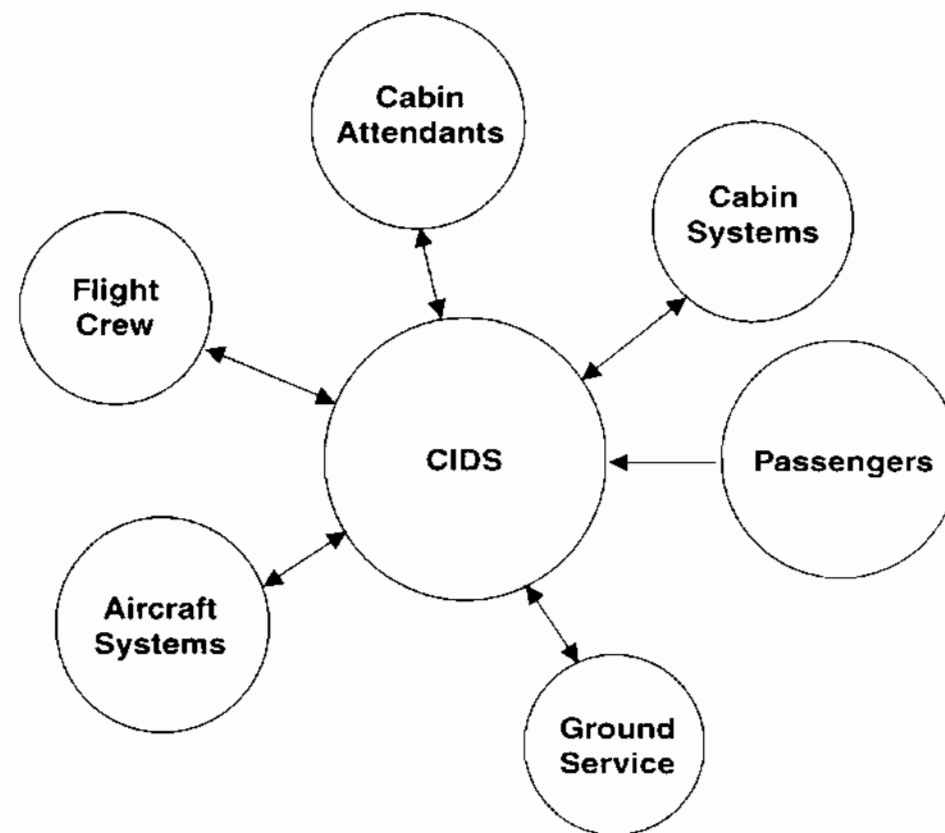 Cabin
Attendants
Cabin
Systems
Flight
Crew
CIDS
Passengers
Aircraft
Systems
Ground
Service